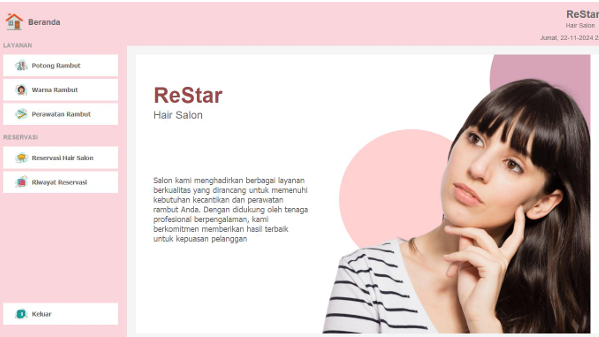 Beranda
LAYANAN
Potong Rambut
Warna Rambut
Perawatan Rambut
RESERVASI
Reservasi Hair Salon
Riwayat Reservasi
Keluar
ReStar
Hair Salon
Jumat, 22-11-2024 2
ReStar
Hair Salon
Salon kami menghadirkan berbagai layanan
berkualitas yang dirancang untuk memenuhi
kebutuhan kecantikan dan perawatan
rambut Anda. Dengan didukung oleh tenaga
profesional berpengalaman, kami
berkomitmen memberikan hasil terbaik
untuk kepuasan pelanggan